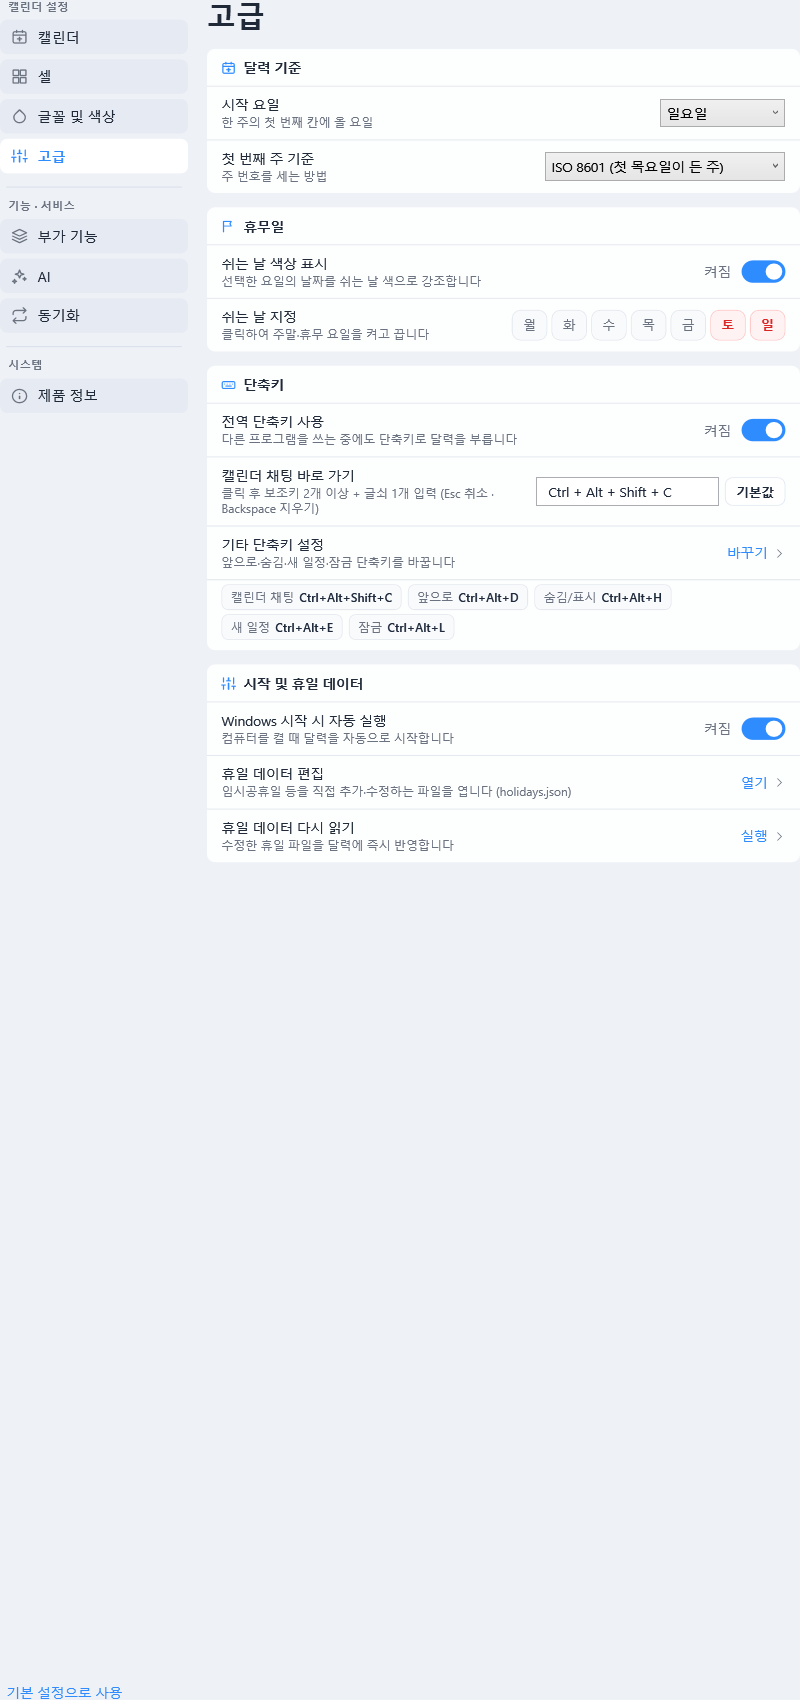 캘린더 설정
캘린더
셀
글꼴 및 색상
고급
기능 · 서비스
부가 기능
AI
동기화
시스템
제품 정보
고급
달력 기준
시작 요일
한 주의 첫 번째 칸에 올 요일
일요일
첫 번째 주 기준
주 번호를 세는 방법
ISO 8601 (첫 목요일이 든 주)
휴무일
쉬는 날 색상 표시
선택한 요일의 날짜를 쉬는 날 색으로 강조합니다
켜짐
쉬는 날 지정
클릭하여 주말·휴무 요일을 켜고 끕니다
월 화 수 목 금 토 일
단축키
전역 단축키 사용
다른 프로그램을 쓰는 중에도 단축키로 달력을 부릅니다
켜짐
캘린더 채팅 바로 가기
클릭 후 보조키 2개 이상 + 글쇠 1개 입력 (Esc 취소 ·
Backspace 지우기)
Ctrl + Alt + Shift + C
기본값
기타 단축키 설정
앞으로·숨김·새 일정·잠금 단축키를 바꿉니다
바꾸기
캘린더 채팅 Ctrl+Alt+Shift+C 앞으로 Ctrl+Alt+D 숨김/표시 Ctrl+Alt+H
새 일정 Ctrl+Alt+E 잠금 Ctrl+Alt+L
시작 및 휴일 데이터
Windows 시작 시 자동 실행
컴퓨터를 켤 때 달력을 자동으로 시작합니다
켜짐
휴일 데이터 편집
임시공휴일 등을 직접 추가·수정하는 파일을 엽니다 (holidays.json)
열기
휴일 데이터 다시 읽기
수정한 휴일 파일을 달력에 즉시 반영합니다
실행
기본 설정으로 사용